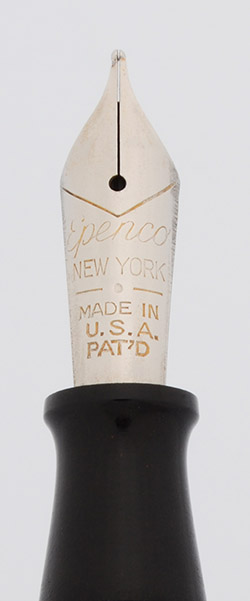 Epenco
NEW YORK
MADE IN
U.S.A.
PAT'D